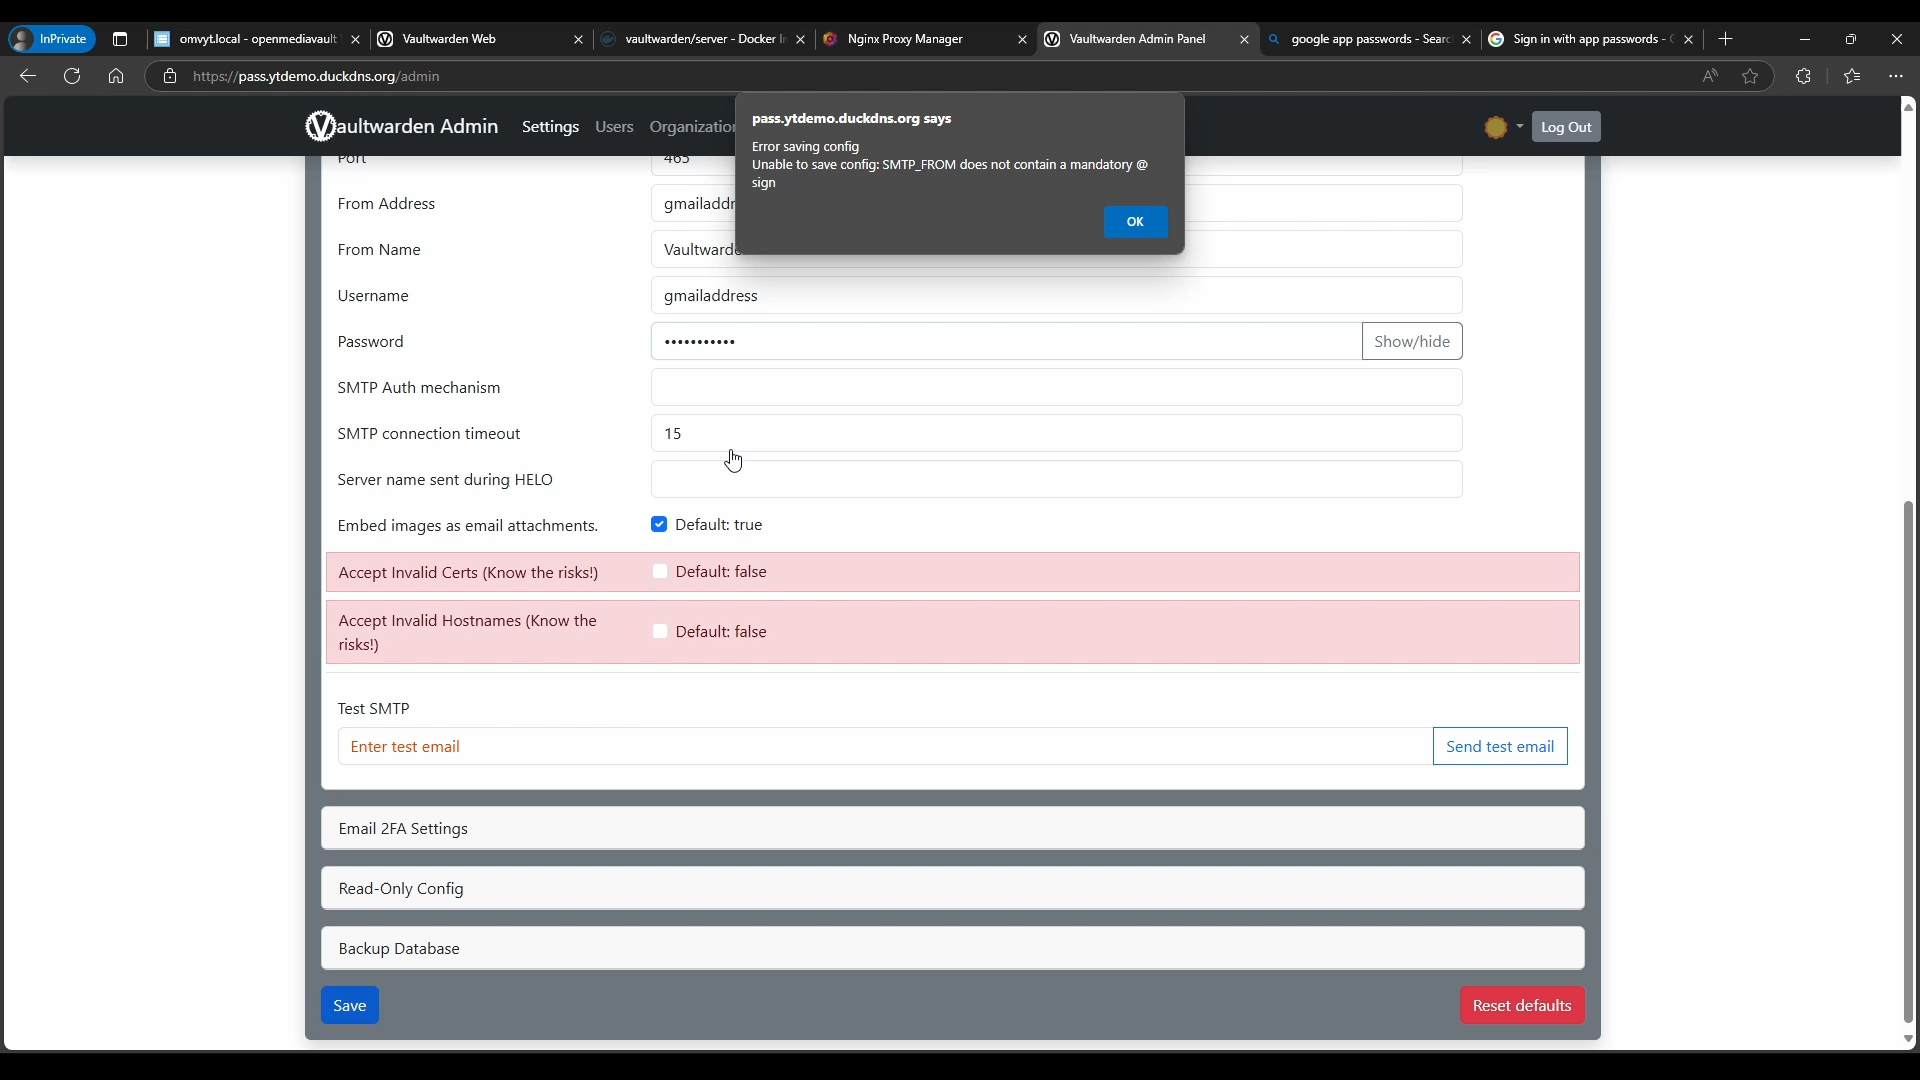 InPrivate
omvyt.local - openmediavault
Vaultwarden Web
vaultwarden/server - Docker I
Nginx Proxy Manager
Vaultwarden Admin Panel
google app passwords - Searc
Sign in with app passwords -
https://pass.ytdemo.duckdns.org/admin
Vaultwarden Admin
Settings
Users
Organization
Log Out
pass.ytdemo.duckdns.org says
Error saving config
Unable to save config: SMTP_FROM does not contain a mandatory @
sign
OK
Port
465
From Address
gmailaddr
From Name
Vaultwarde
Username
gmailaddress
Password
•••••••••••
Show/hide
SMTP Auth mechanism
SMTP connection timeout
15
Server name sent during HELO
Embed images as email attachments.
Default: true
Accept Invalid Certs (Know the risks!)
Default: false
Accept Invalid Hostnames (Know the
risks!)
Default: false
Test SMTP
Enter test email
Send test email
Email 2FA Settings
Read-Only Config
Backup Database
Save
Reset defaults